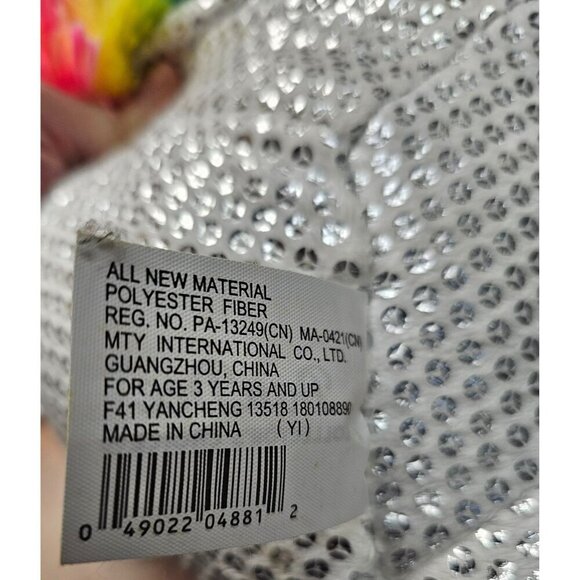 ALL NEW MATERIAL
POLYESTER FIBER
REG. NO. PA-13249(CN) MA-0421(CN)
MTY INTERNATIONAL CO., LTD.
GUANGZHOU, CHINA
FOR AGE 3 YEARS AND UP
F41 YANCHENG 13518 180108890
MADE IN CHINA (YI)
0 49022 04881 2